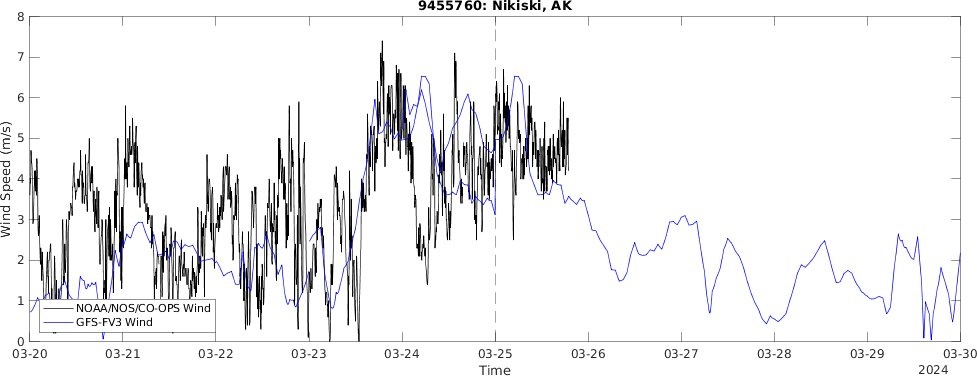 9455760: Nikiski, AK
Wind Speed (m/s)
8
7
6
5
4
3
2
1
0
NOAA/NOS/CO-OPS Wind
GFS-FV3 Wind
03-20 03-21 03-22 03-23 03-24 03-25 03-26 03-27 03-28 03-29 03-30
Time
2024